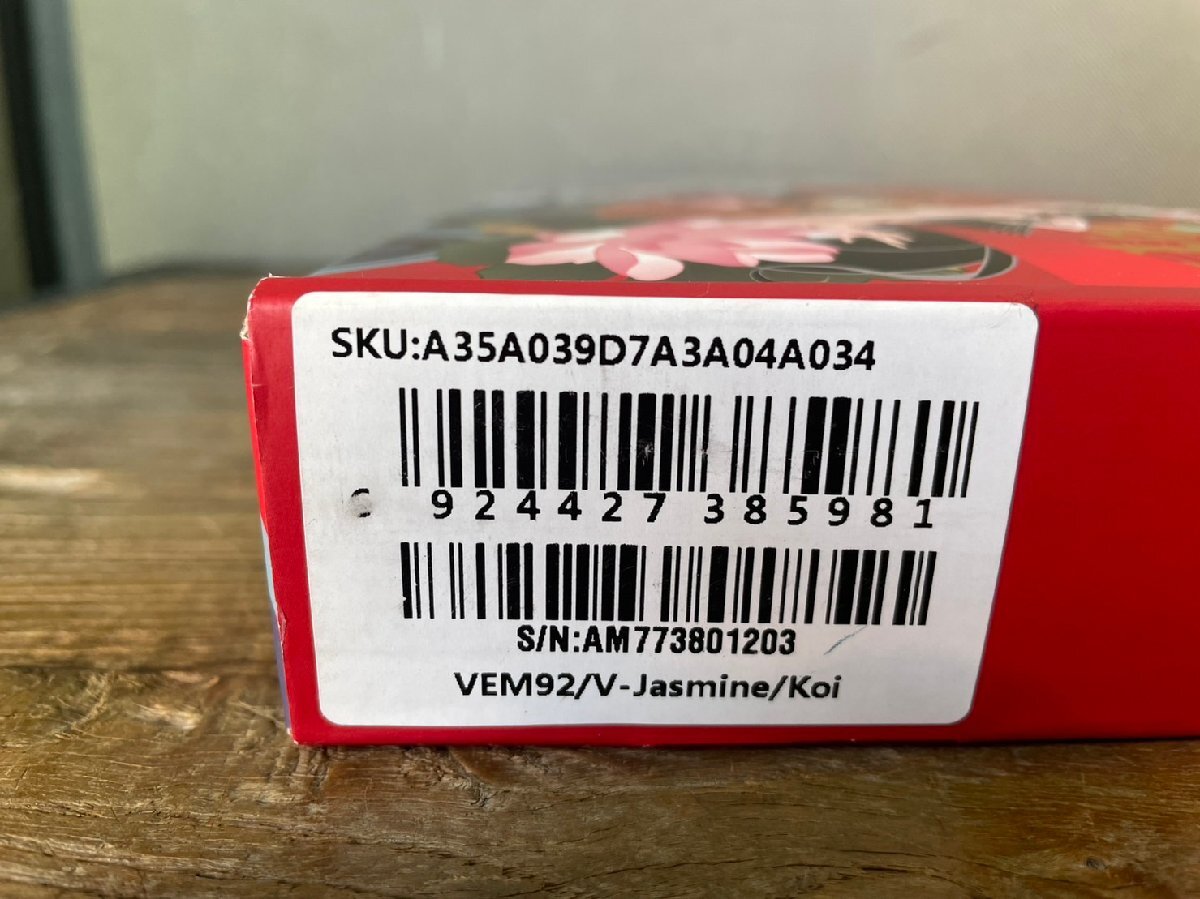 SKU:A35A039D7A3A04A034
924427 385981
S/N:AM773801203
VEM92/V-Jasmine/Koi